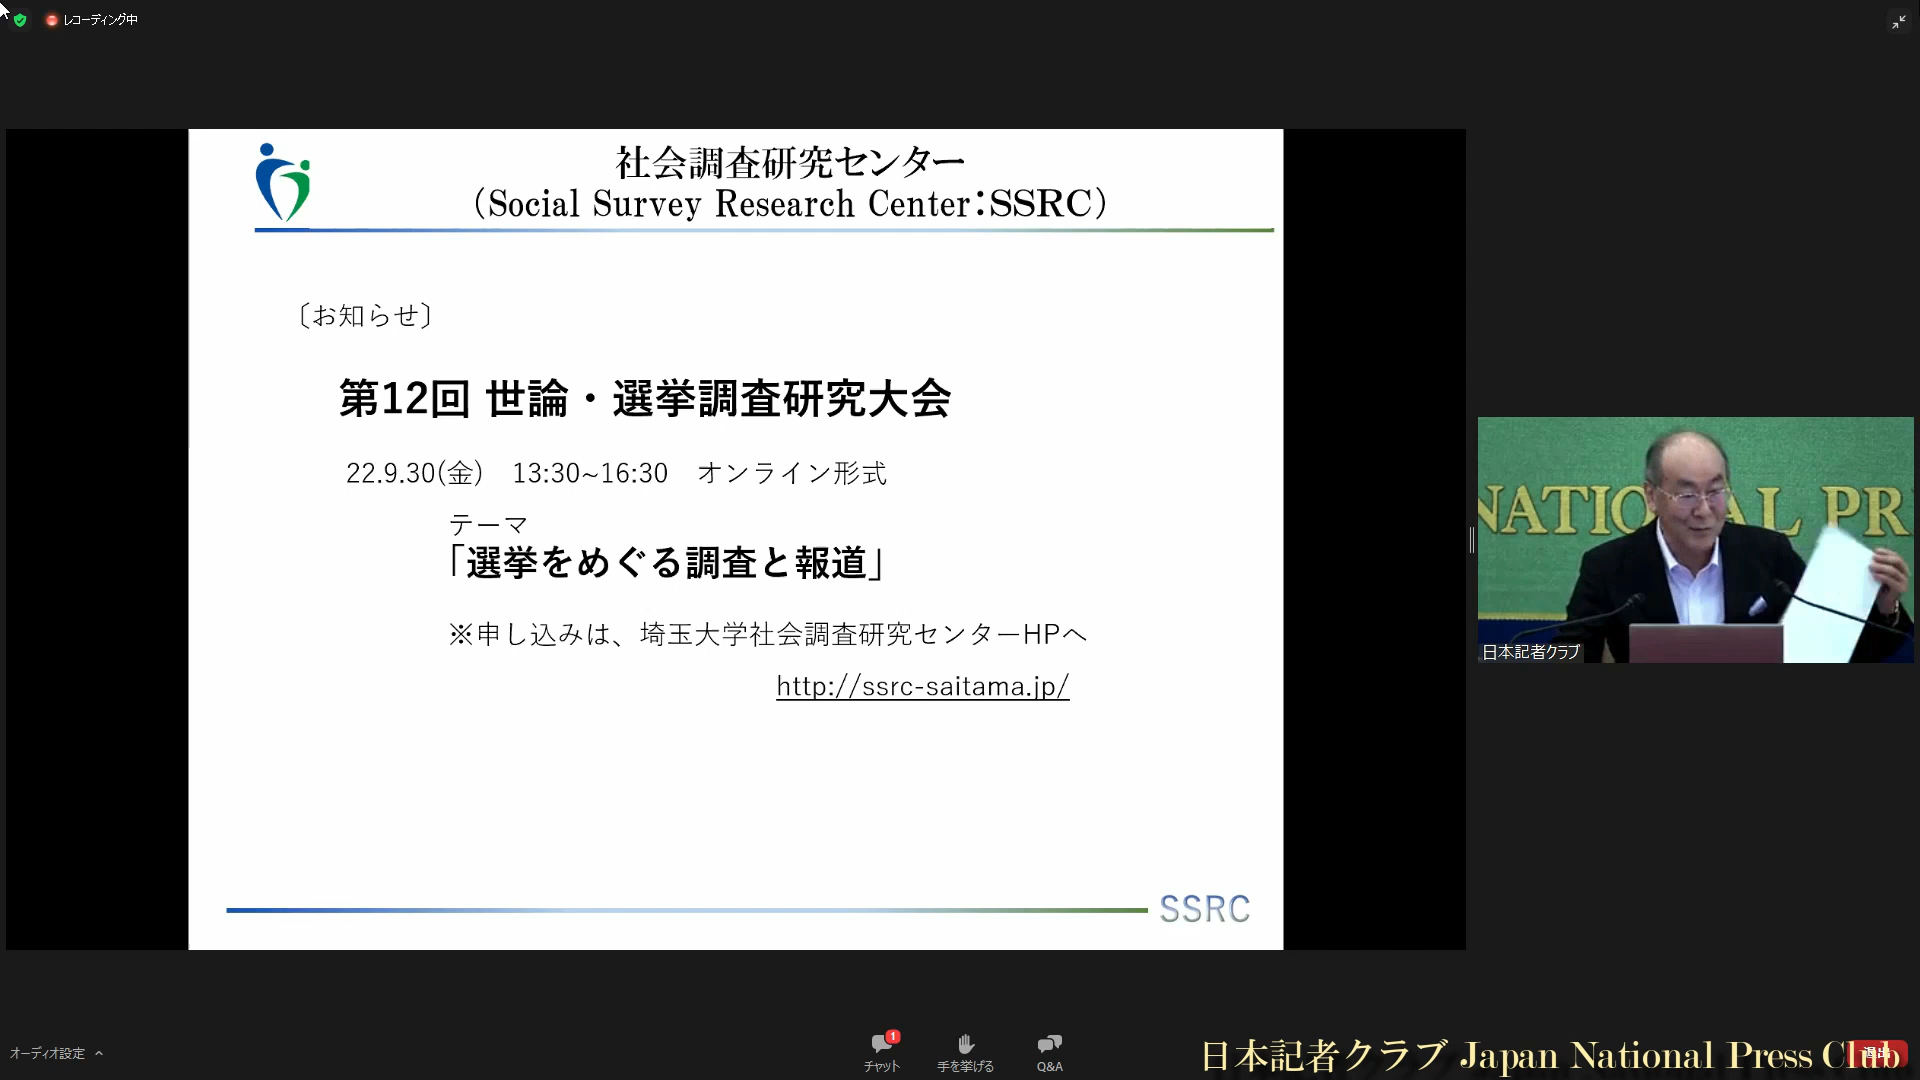 レコーディング中
社会調査研究センター
（Social Survey Research Center：SSRC）
〔お知らせ〕
第12回 世論・選挙調査研究大会
22.9.30(金)　13:30~16:30　オンライン形式
テーマ
「選挙をめぐる調査と報道」
※申し込みは、埼玉大学社会調査研究センターHPへ
http://ssrc-saitama.jp/
SSRC
NATIONAL PR
日本記者クラブ
オーディオ設定
1
チャット
手を挙げる
Q&A
日本記者クラブ Japan National Press Club
退出